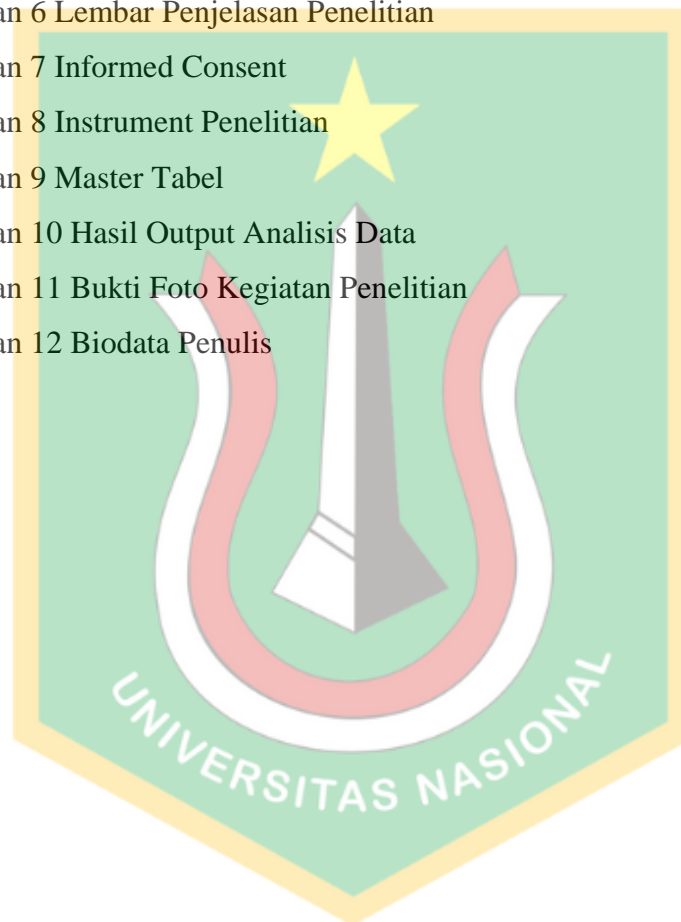 an 6 Lembar Penjelasan Penelitian
an 7 Informed Consent
an 8 Instrument Penelitian
an 9 Master Tabel
an 10 Hasil Output Analisis Data
an 11 Bukti Foto Kegiatan Penelitian
an 12 Biodata Penulis
UNIVERSITAS NASIONAL